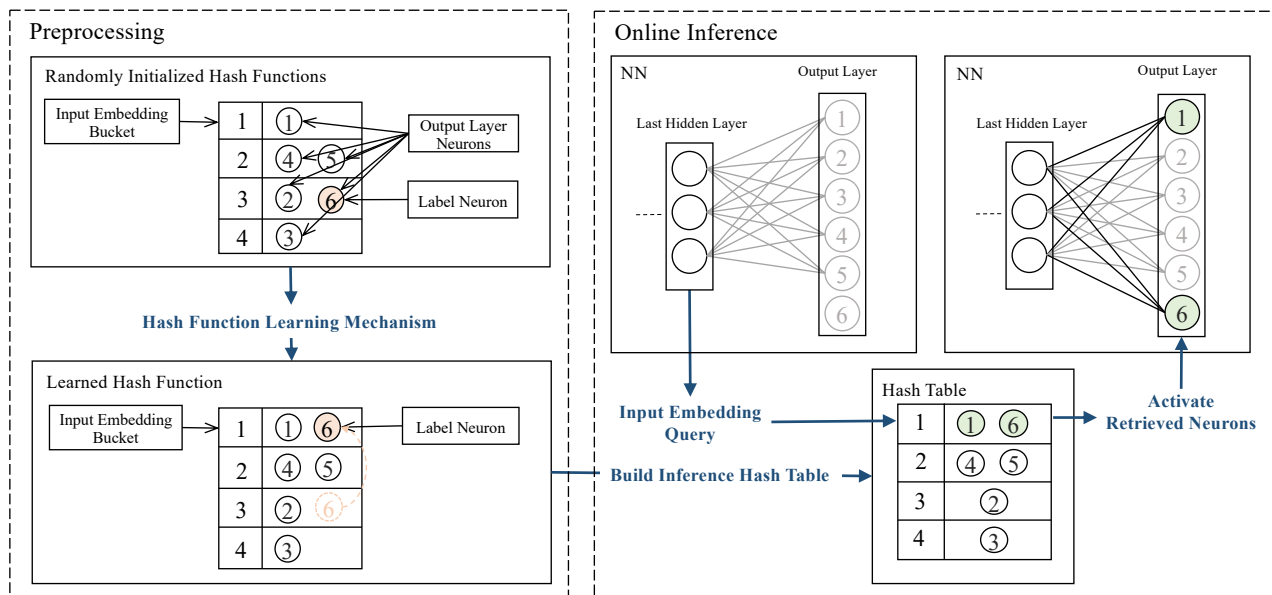 Preprocessing
Randomly Initialized Hash Functions
Input Embedding
Bucket
1
1
2
4
5
3
2
6
4
3
Output Layer
Neurons
Label Neuron
Hash Function Learning Mechanism
Learned Hash Function
Input Embedding
Bucket
1
1
6
2
4
5
3
2
6
4
3
Label Neuron
Online Inference
NN
Output Layer
Last Hidden Layer
1
2
3
4
5
6
NN
Output Layer
Last Hidden Layer
1
2
3
4
5
6
Input Embedding
Query
Build Inference Hash Table
Hash Table
1
1
6
2
4
5
3
2
4
3
Activate
Retrieved Neurons